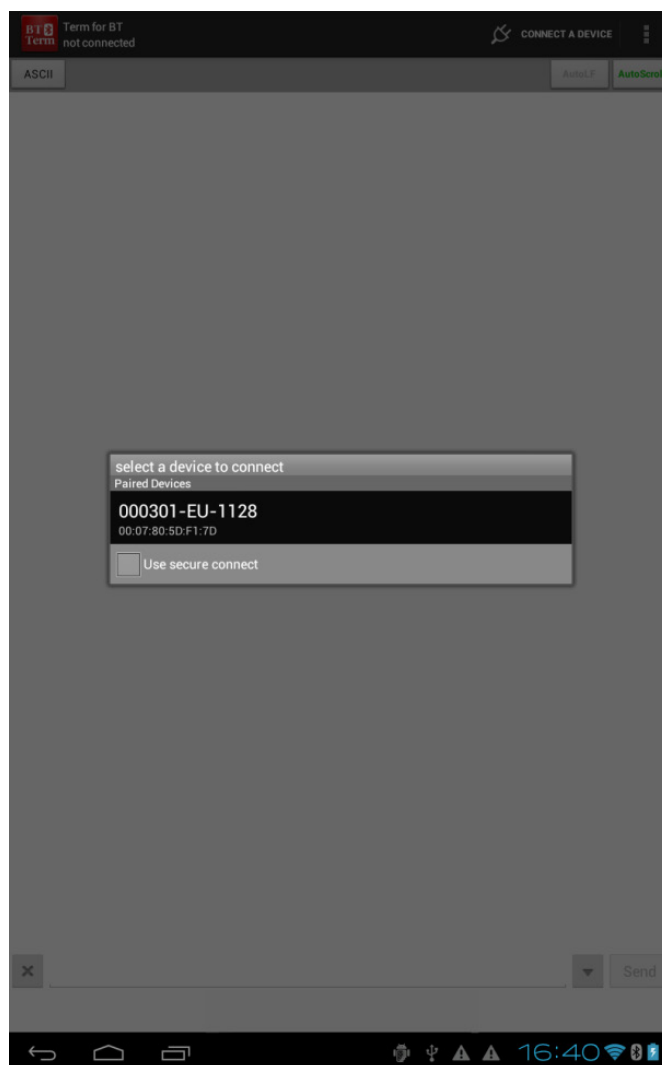 BT
Term
Term for BT
not connected
CONNECT A DEVICE
ASCII
AutoLF
AutoScrol
select a device to connect
Paired Devices
000301-EU-1128
00:07:80:5D:F1:7D
Use secure connect
Send
16:40